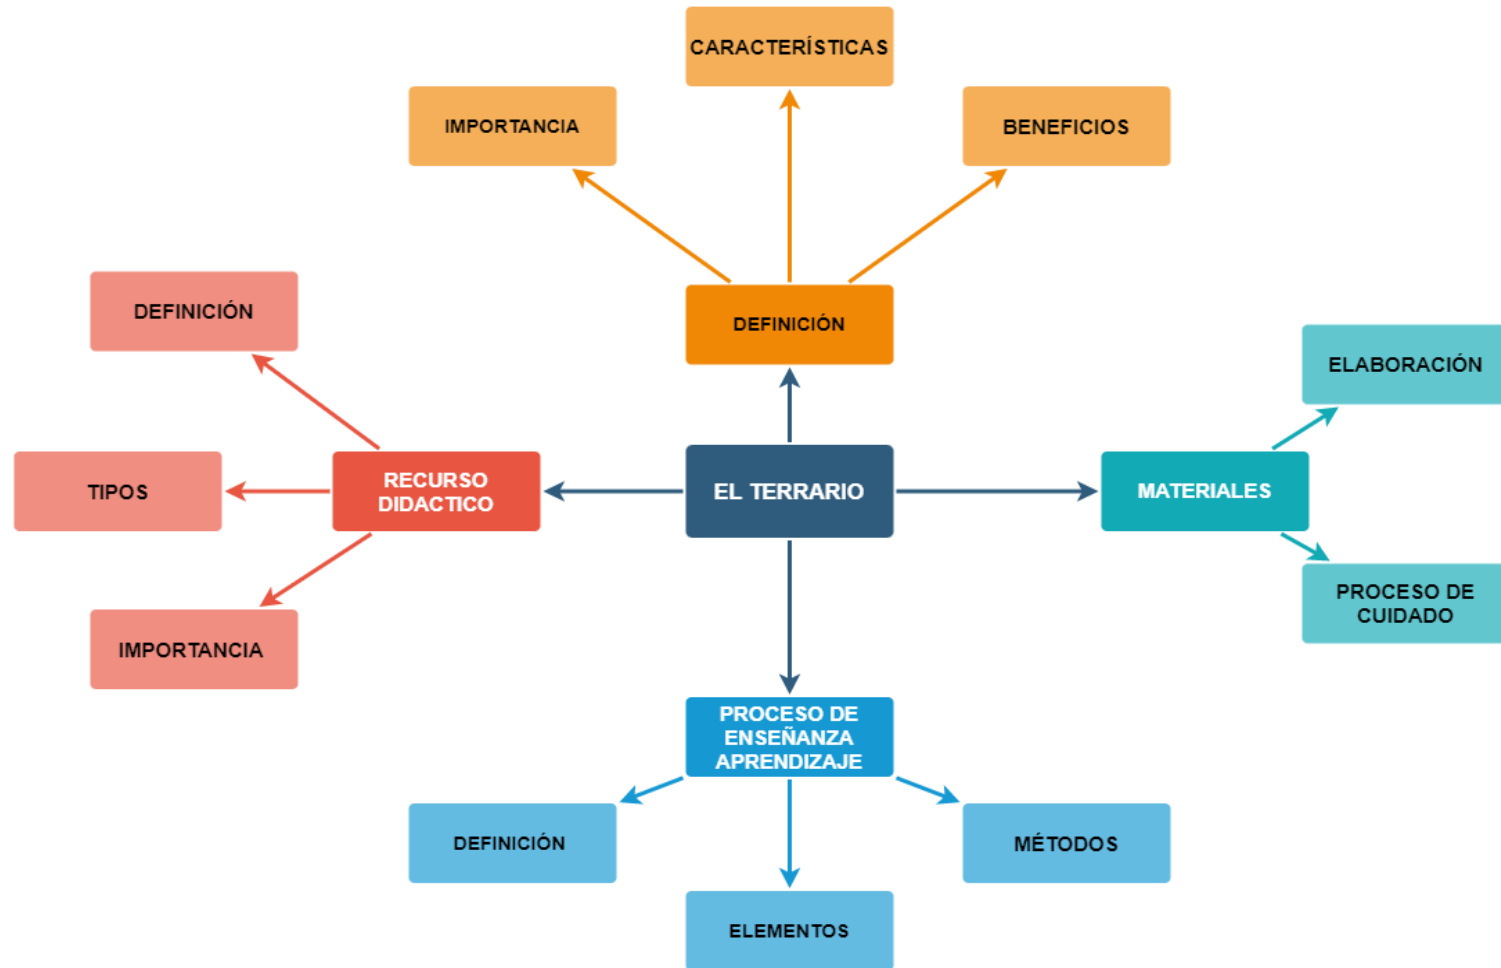 CARACTERÍSTICAS
IMPORTANCIA
BENEFICIOS
DEFINICIÓN
DEFINICIÓN
ELABORACIÓN
RECURSO
DIDACTICO
TIPOS
EL TERRARIO
MATERIALES
PROCESO DE
CUIDADO
IMPORTANCIA
PROCESO DE
ENSEÑANZA
APRENDIZAJE
DEFINICIÓN
MÉTODOS
ELEMENTOS